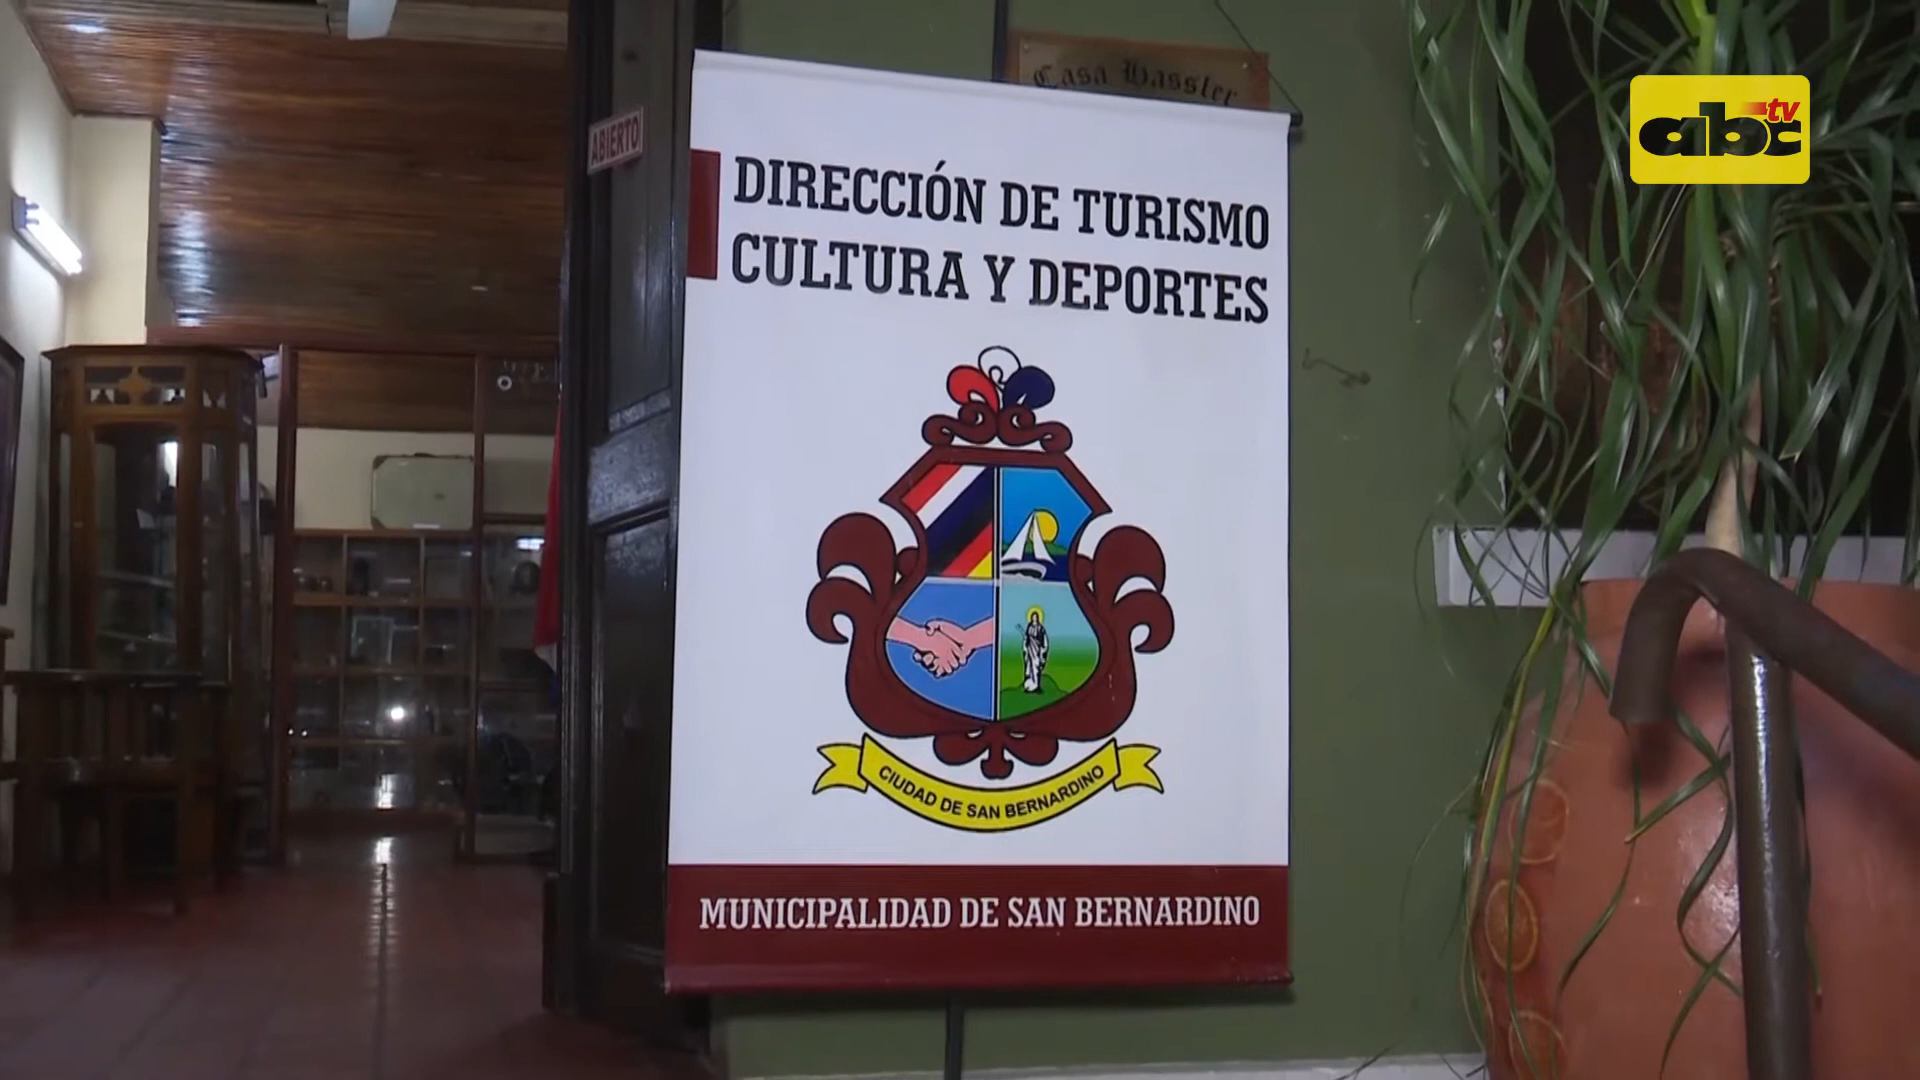 Casa Hassler
abc tv
ABIERTO
DIRECCIÓN DE TURISMO
CULTURA Y DEPORTES
CIUDAD DE SAN BERNARDINO
MUNICIPALIDAD DE SAN BERNARDINO